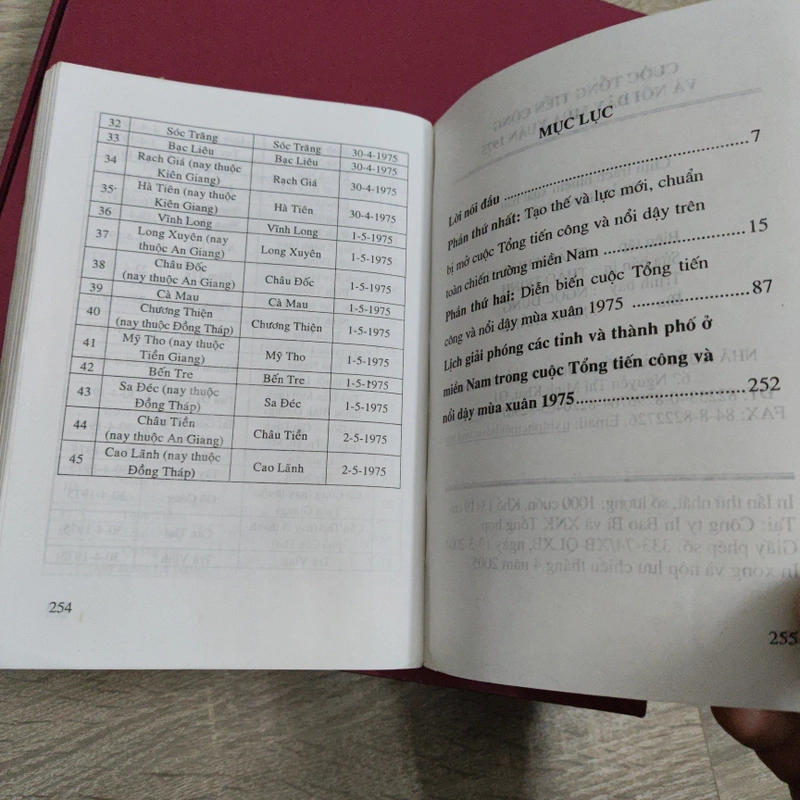 32 Sóc Trăng Sóc Trăng 30-4-1975
33 Bạc Liêu Bạc Liêu 30-4-1975
34 Rạch Giá (nay thuộc Rạch Giá 30-4-1975
Kiên Giang)
35 Hà Tiên (nay thuộc Hà Tiên 30-4-1975
Kiên Giang)
36 Vĩnh Long Vĩnh Long 1-5-1975
37 Long Xuyên (nay Long Xuyên 1-5-1975
thuộc An Giang)
38 Châu Đốc Châu Đốc 1-5-1975
(nay thuộc An Giang)
39 Cà Mau Cà Mau 1-5-1975
40 Chương Thiện Chương Thiện 1-5-1975
(nay thuộc Đồng Tháp)
41 Mỹ Tho (nay thuộc Mỹ Tho 1-5-1975
Tiền Giang)
42 Bến Tre Bến Tre 1-5-1975
43 Sa Đéc (nay thuộc Sa Đéc 1-5-1975
Đồng Tháp)
44 Châu Tiền Châu Tiền 2-5-1975
(nay thuộc An Giang)
45 Cao Lãnh (nay thuộc Cao Lãnh 2-5-1975
Đồng Tháp)
254
MỤC LỤC
Lời nói đầu 7
Phần thứ nhất: Tạo thế và lực mới, chuẩn
bị mở cuộc Tổng tiến công và nổi dậy trên
toàn chiến trường miền Nam 15
Phần thứ hai: Diễn biến cuộc Tổng tiến
công và nổi dậy mùa xuân 1975 87
Lịch giải phóng các tỉnh và thành phố ở
miền Nam trong cuộc Tổng tiến công và
nổi dậy mùa xuân 1975 252
255